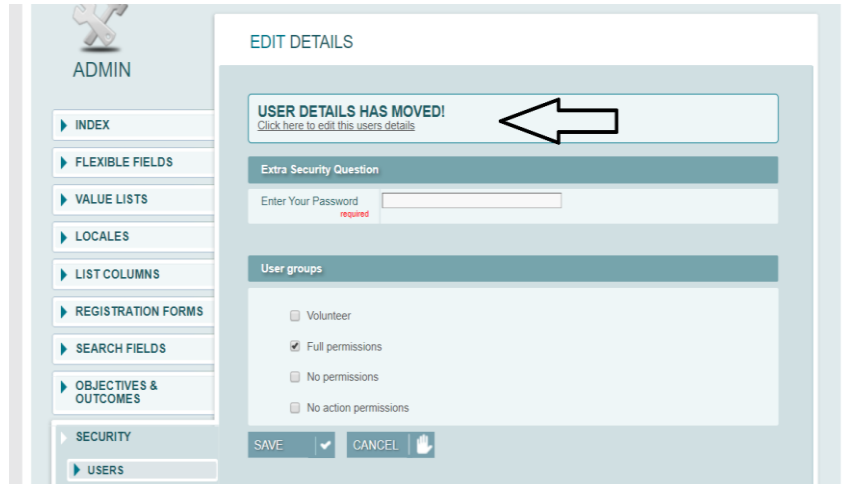 ADMIN
INDEX
FLEXIBLE FIELDS
VALUE LISTS
LOCALES
LIST COLUMNS
REGISTRATION FORMS
SEARCH FIELDS
OBJECTIVES &
OUTCOMES
SECURITY
USERS
EDIT DETAILS
USER DETAILS HAS MOVED!
Click here to edit this users details
Extra Security Question
Enter Your Password
required
User groups
Volunteer
Full permissions
No permissions
No action permissions
SAVE
CANCEL